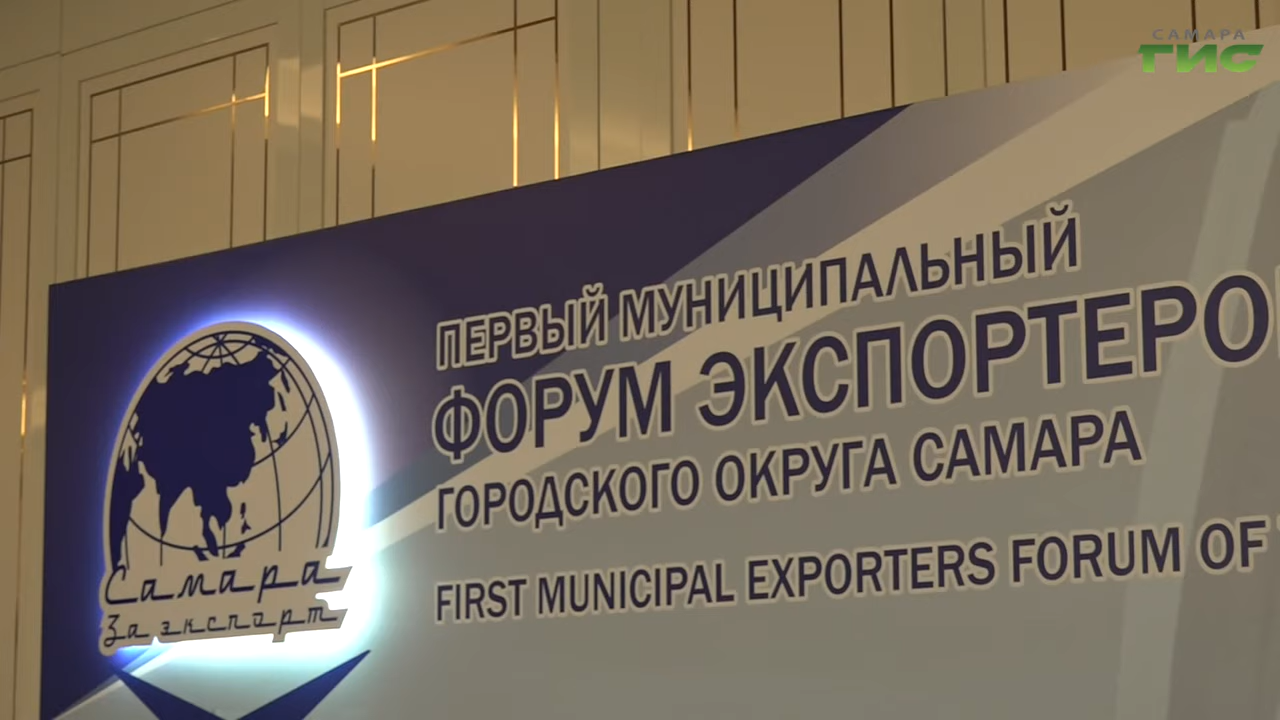 САМАРА
ГИС
ПЕРВЫЙ МУНИЦИПАЛЬНЫЙ
ФОРУМ ЭКСПОРТЕРО
ГОРОДСКОГО ОКРУГА САМАРА
FIRST MUNICIPAL EXPORTERS FORUM OF
Самара
За экспорт